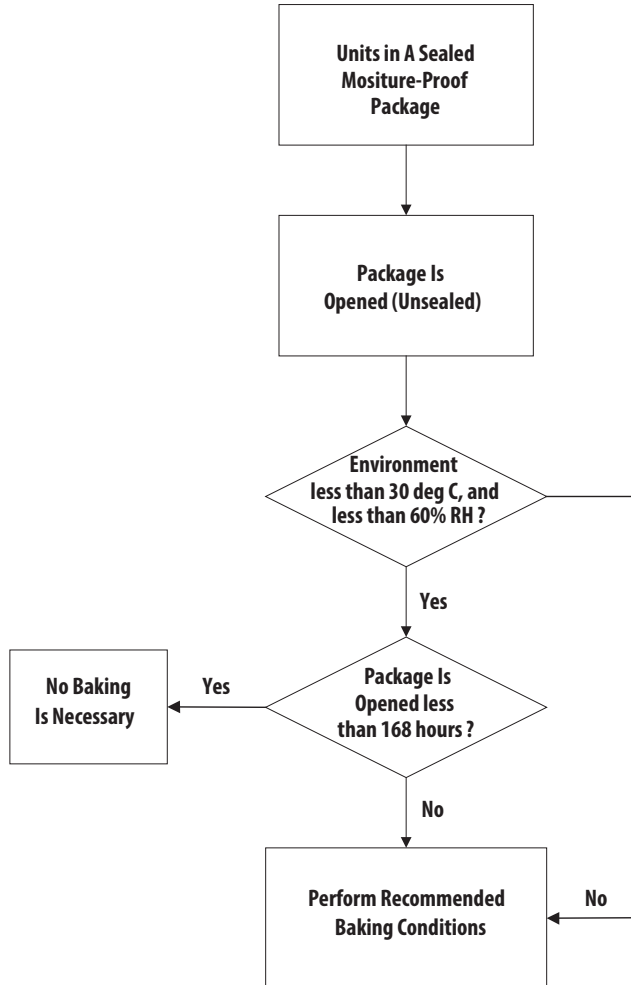 Units in A Sealed
Mositure-Proof
Package
Package Is
Opened (Unsealed)
Environment
less than 30 deg C, and
less than 60% RH ?
Yes
No Baking
Is Necessary
Yes
Package Is
Opened less
than 168 hours ?
No
Perform Recommended
Baking Conditions
No